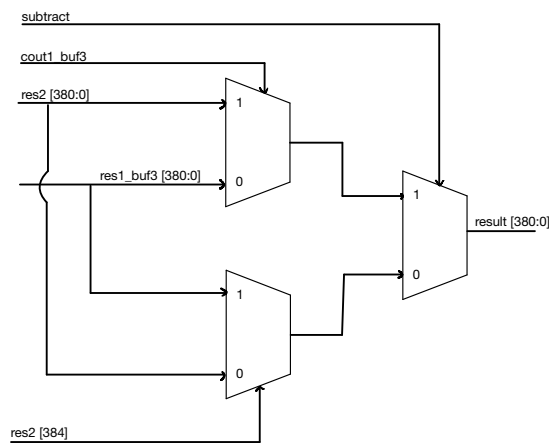 subtract
cout1_buf3
res2 [380:0]
1
res1_buf3 [380:0]
0
1
result [380:0]
0
1
0
res2 [384]